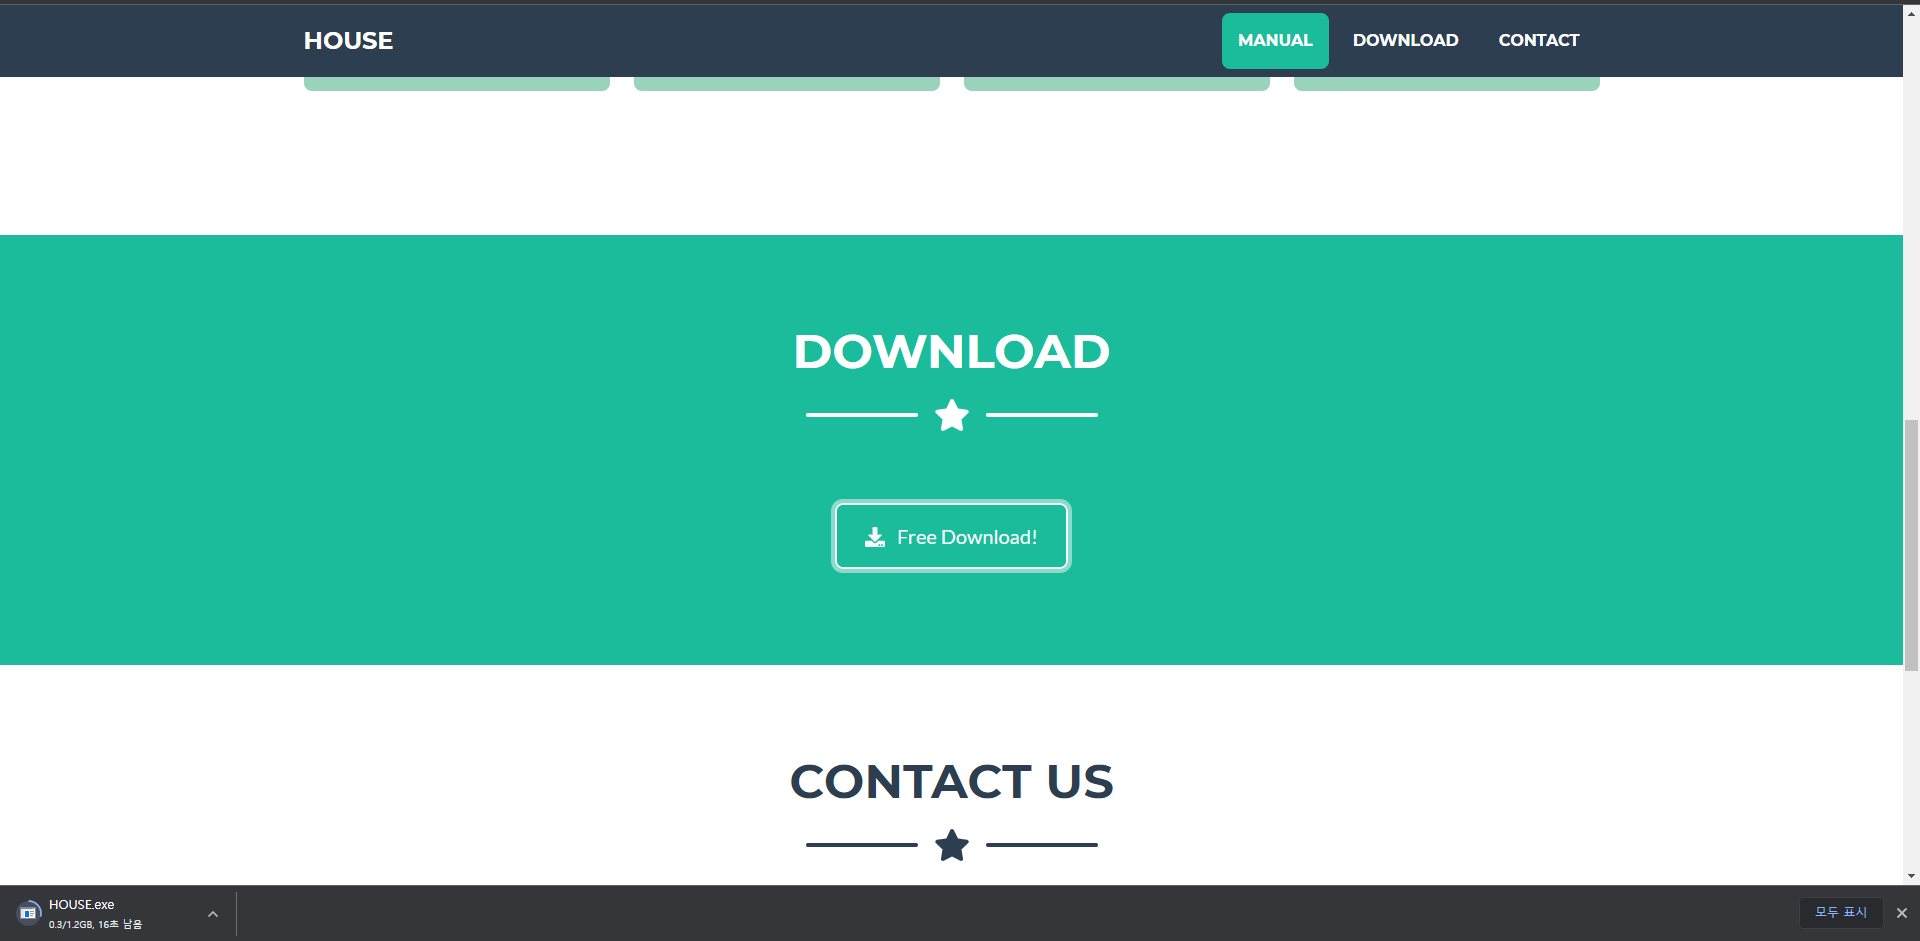 HOUSE
MANUAL
DOWNLOAD
CONTACT
DOWNLOAD
Free Download!
CONTACT US
HOUSE.exe
0.3/1.2GB, 16초 남음
모두 표시